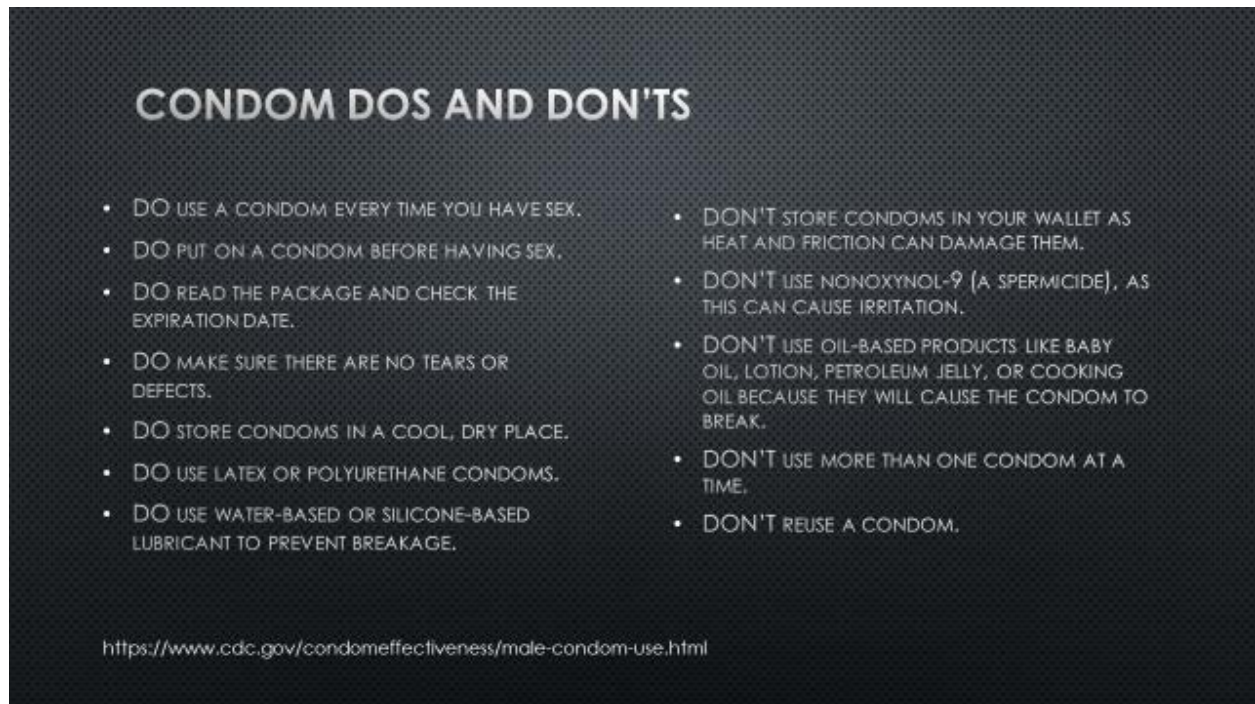 CONDOM DOS AND DON'TS
• DO USE A CONDOM EVERY TIME YOU HAVE SEX.
• DO PUT ON A CONDOM BEFORE HAVING SEX.
• DO READ THE PACKAGE AND CHECK THE
EXPIRATION DATE.
• DO MAKE SURE THERE ARE NO TEARS OR
DEFECTS.
• DO STORE CONDOMS IN A COOL, DRY PLACE.
• DO USE LATEX OR POLYURETHANE CONDOMS.
• DO USE WATER-BASED OR SILICONE-BASED
LUBRICANT TO PREVENT BREAKAGE.
• DON'T STORE CONDOMS IN YOUR WALLET AS
HEAT AND FRICTION CAN DAMAGE THEM.
• DON'T USE NONOXYNOL-9 (A SPERMICIDE), AS
THIS CAN CAUSE IRRITATION.
• DON'T USE OIL-BASED PRODUCTS LIKE BABY
OIL, LOTION, PETROLEUM JELLY, OR COOKING
OIL BECAUSE THEY WILL CAUSE THE CONDOM TO
BREAK.
• DON'T USE MORE THAN ONE CONDOM AT A
TIME.
• DON'T REUSE A CONDOM.
https://www.cdc.gov/condomeffectiveness/male-condom-use.html